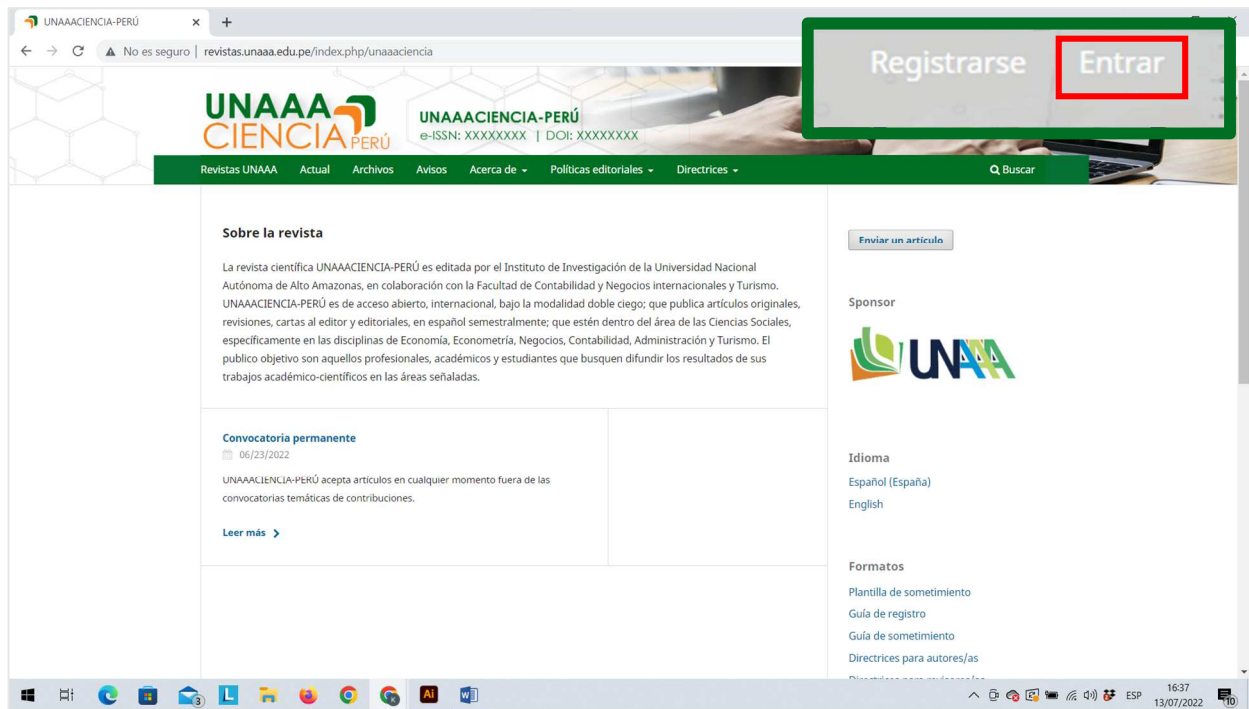 UNAAACIENCIA-PERÚ
No es seguro | revistas.unaaa.edu.pe/index.php/unaaaciencia
Registrarse Entrar
UNAAA
CIENCIA PERÚ
UNAAACIENCIA-PERÚ
e-ISSN: XXXXXXXX | DOI: XXXXXXXX
Revistas UNAAA Actual Archivos Avisos Acerca de Políticas editoriales Directrices Buscar
Sobre la revista
La revista científica UNAAACIENCIA-PERÚ es editada por el Instituto de Investigación de la Universidad Nacional
Autónoma de Alto Amazonas, en colaboración con la Facultad de Contabilidad y Negocios internacionales y Turismo.
UNAAACIENCIA-PERÚ es de acceso abierto, internacional, bajo la modalidad doble ciego; que publica artículos originales,
revisiones, cartas al editor y editoriales, en español semestralmente; que estén dentro del área de las Ciencias Sociales,
específicamente en las disciplinas de Economía, Econometría, Negocios, Contabilidad, Administración y Turismo. El
publico objetivo son aquellos profesionales, académicos y estudiantes que busquen difundir los resultados de sus
trabajos académico-científicos en las áreas señaladas.
Convocatoria permanente
06/23/2022
UNAAACIENCIA-PERÚ acepta artículos en cualquier momento fuera de las
convocatorias temáticas de contribuciones.
Leer más
Enviar un artículo
Sponsor
UNAAA
Idioma
Español (España)
English
Formatos
Plantilla de sometimiento
Guía de registro
Guía de sometimiento
Directrices para autores/as
3
L
Ai
W
ESP
16:37
13/07/2022
10